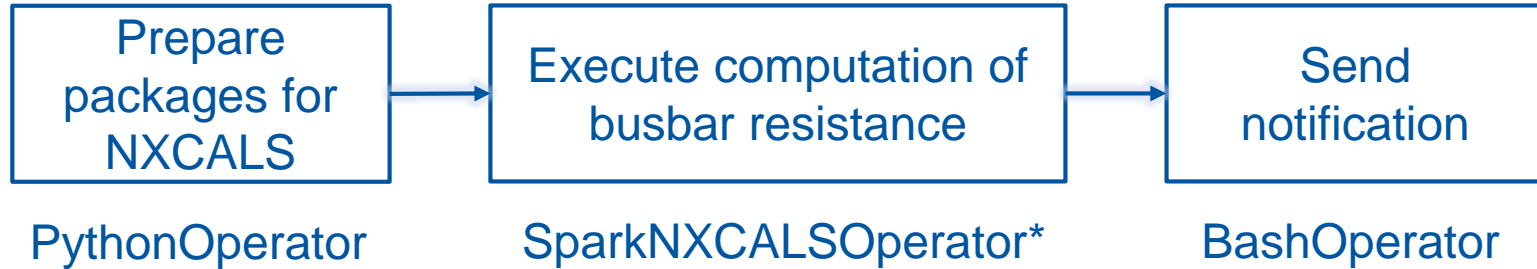 Prepare
packages for
NXCALS
Execute computation of
busbar resistance
Send
notification
PythonOperator
SparkNXCALSOperator*
BashOperator